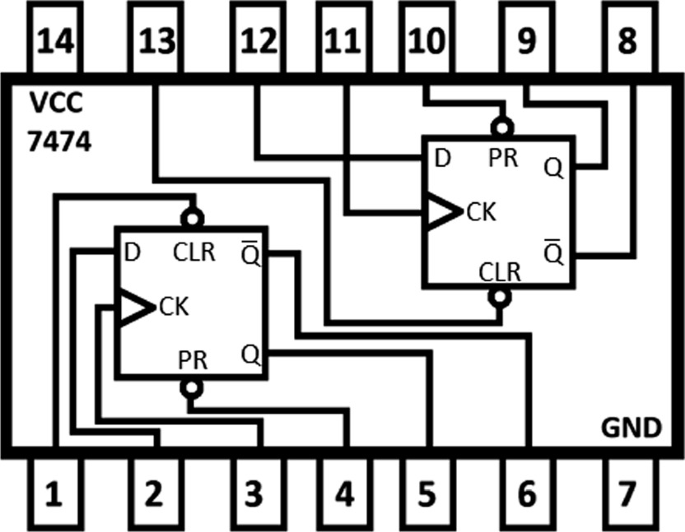 14 13 12 11 10 9 8
VCC
7474
D PR Q
CK
CLR Q̅
D CLR Q̅
CK
PR Q
GND
1 2 3 4 5 6 7